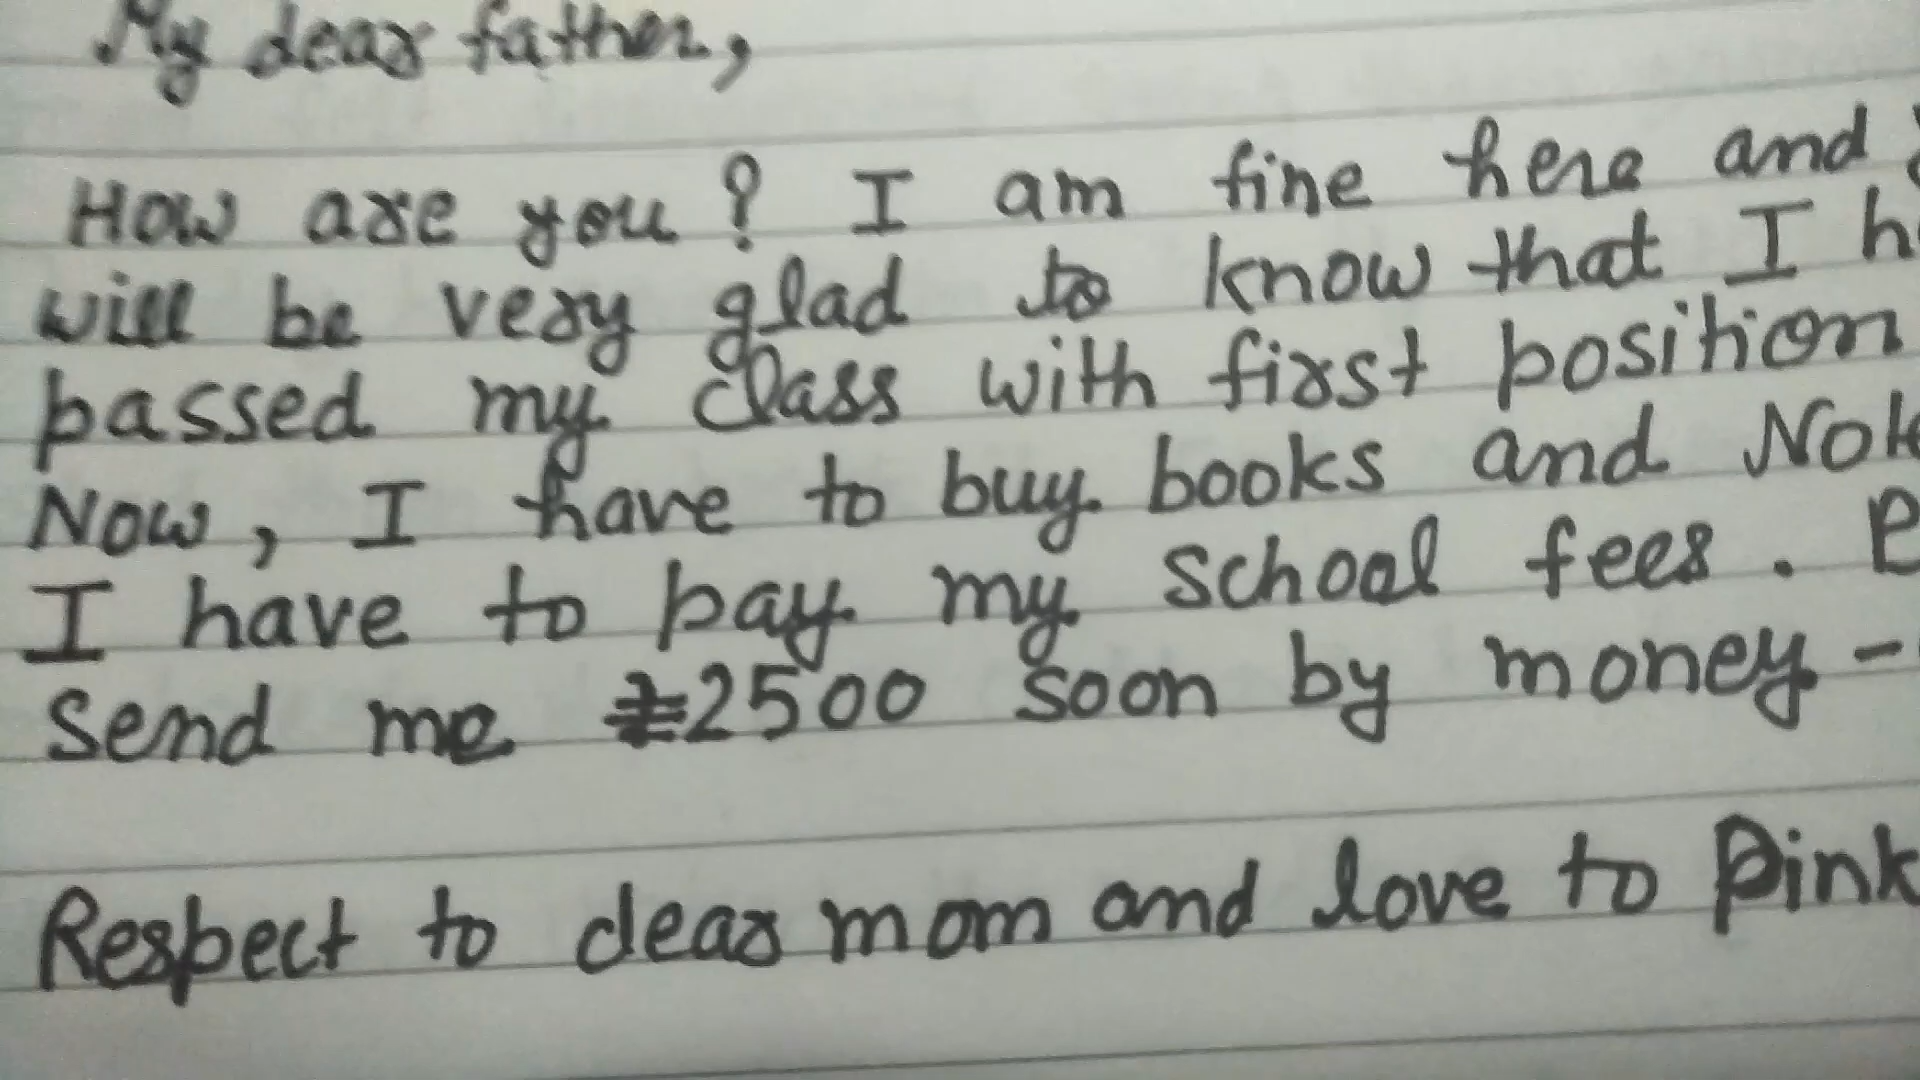 My dear father,
How are you? I am fine here and
will be very glad to know that I
passed my class with first position
Now, I have to buy books and
I have to pay my school fees.
Send me ₹2500 soon by money -
Respect to dear mom and love to